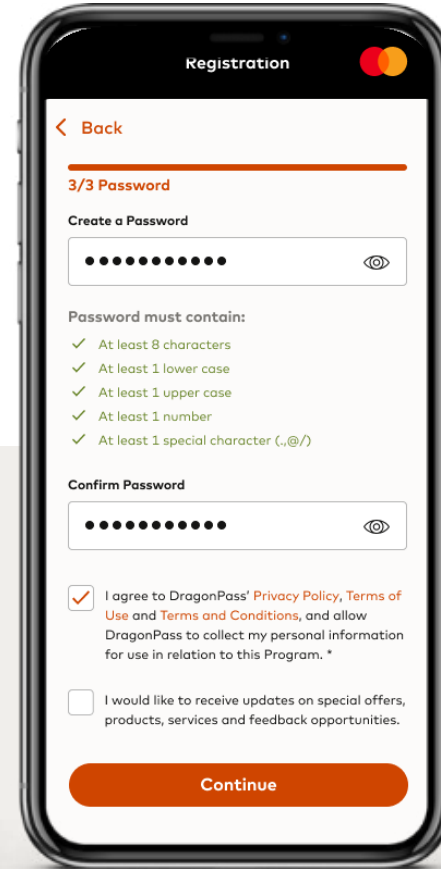 Registration
Back
3/3 Password
Create a Password
•••••••••••
Password must contain:
At least 8 characters
At least 1 lower case
At least 1 upper case
At least 1 number
At least 1 special character (.,@/)
Confirm Password
•••••••••••
I agree to DragonPass' Privacy Policy, Terms of
Use and Terms and Conditions, and allow
DragonPass to collect my personal information
for use in relation to this Program. *
I would like to receive updates on special offers,
products, services and feedback opportunities.
Continue